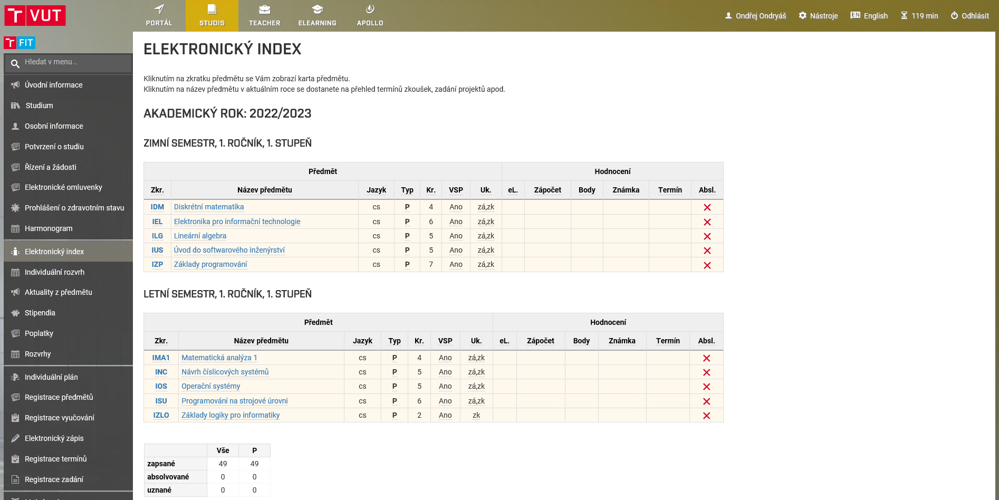 VUT
PORTÁL
STUDIS
TEACHER
ELEARNING
APOLLO
Ondřej Ondryáš
Nástroje
EN English
119 min
Odhlásit
FIT
Hledat v menu...
Úvodní informace
Studium
Osobní informace
Potvrzení o studiu
Řízení a žádosti
Elektronické omluvenky
Prohlášení o zdravotním stavu
Harmonogram
Elektronický index
Individuální rozvrh
Aktuality z předmětu
Stipendia
Poplatky
Rozvrhy
Individuální plán
Registrace předmětů
Registrace vyučování
Elektronický zápis
Registrace termínů
Registrace zadání
ELEKTRONICKÝ INDEX
Kliknutím na zkratku předmětu se Vám zobrazí karta předmětu.
Kliknutím na název předmětu v aktuálním roce se dostanete na přehled termínů zkoušek, zadání projektů apod.
AKADEMICKÝ ROK: 2022/2023
ZIMNÍ SEMESTR, 1. ROČNÍK, 1. STUPEŇ
Předmět Hodnocení
Zkr. Název předmětu Jazyk Typ Kr. VSP Uk. eL. Zápočet Body Známka Termín Absl.
IDM Diskrétní matematika cs P 4 Ano zá,zk
IEL Elektronika pro informační technologie cs P 6 Ano zá,zk
ILG Lineární algebra cs P 5 Ano zá,zk
IUS Úvod do softwarového inženýrství cs P 5 Ano zá,zk
IZP Základy programování cs P 7 Ano zá,zk
LETNÍ SEMESTR, 1. ROČNÍK, 1. STUPEŇ
Předmět Hodnocení
Zkr. Název předmětu Jazyk Typ Kr. VSP Uk. eL. Zápočet Body Známka Termín Absl.
IMA1 Matematická analýza 1 cs P 4 Ano zá,zk
INC Návrh číslicových systémů cs P 5 Ano zá,zk
IOS Operační systémy cs P 5 Ano zá,zk
ISU Programování na strojové úrovni cs P 6 Ano zá,zk
IZLO Základy logiky pro informatiky cs P 2 Ano zk
Vše P
zapsané 49 49
absolvované 0 0
uznané 0 0